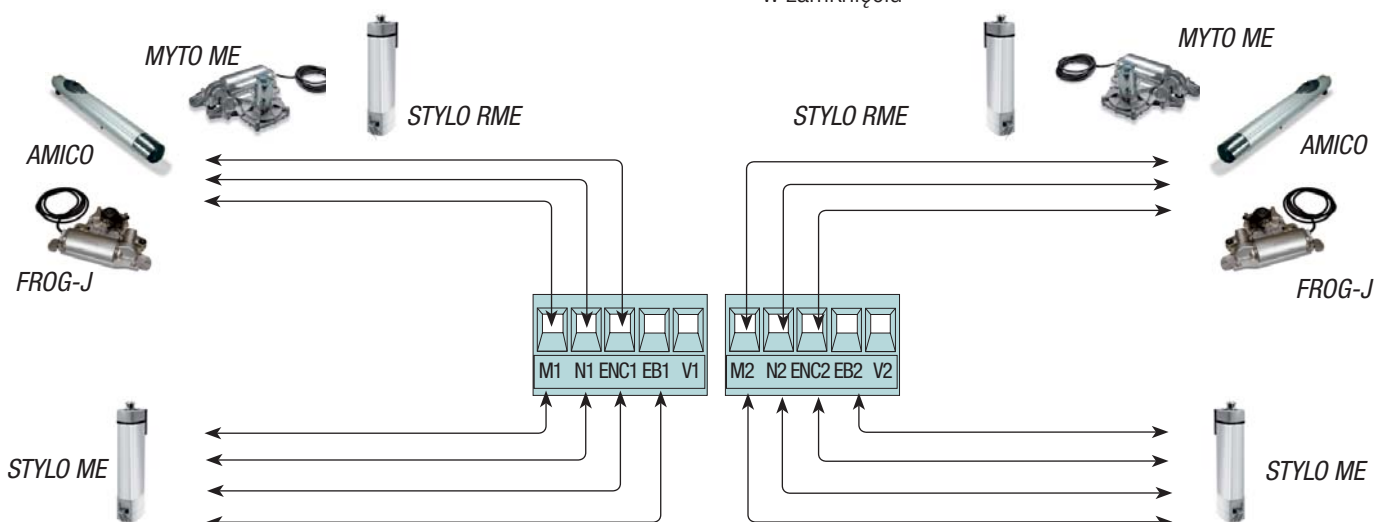 w zamknięciu
MYTO ME
STYLO RME
AMICO
FROG-J
STYLO RME
MYTO ME
AMICO
FROG-J
M1 N1 ENC1 EB1 V1
M2 N2 ENC2 EB2 V2
STYLO ME
STYLO ME